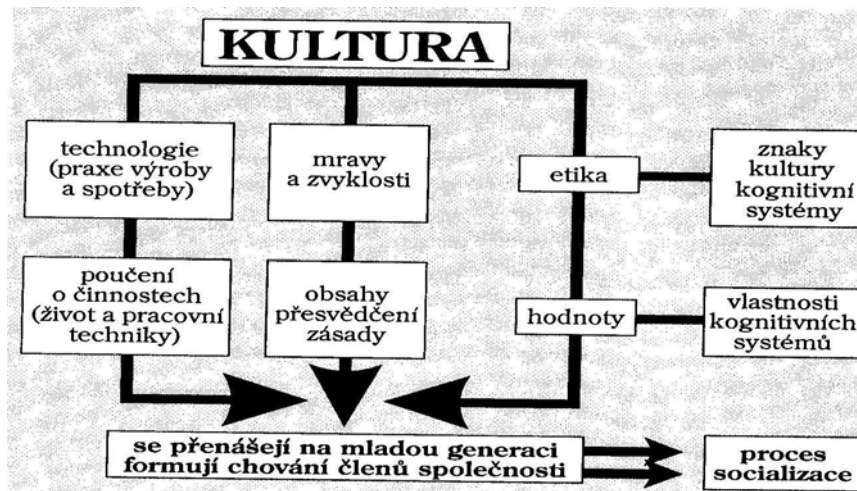 KULTURA
technologie
(praxe výroby
a spotřeby)
mravy
a zvyklosti
etika
znaky
kultury
kognitivní
systémy
poučení
o činnostech
(život a pracovní
techniky)
obsahy
přesvědčení
zásady
hodnoty
vlastnosti
kognitivních
systémů
se přenášejí na mladou generaci
formují chování členů společnosti
proces
socializace